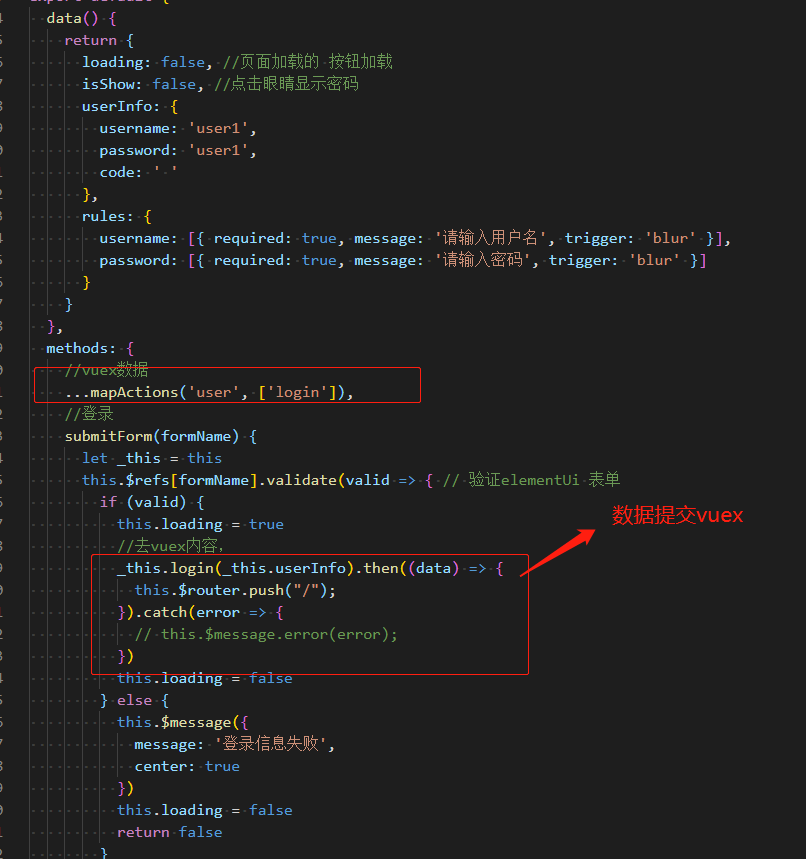 data() {
return {
loading: false, //页面加载的 按钮加载
isShow: false, //点击眼睛显示密码
userInfo: {
username: 'user1',
password: 'user1',
code: ' '
},
rules: {
username: [{ required: true, message: '请输入用户名', trigger: 'blur' }],
password: [{ required: true, message: '请输入密码', trigger: 'blur' }]
}
}
},
methods: {
//vuex数据
...mapActions('user', ['login']),
//登录
submitForm(formName) {
let _this = this
this.$refs[formName].validate(valid => { // 验证elementUi 表单
if (valid) {
this.loading = true
//去vuex内容，
数据提交vuex
_this.login(_this.userInfo).then((data) => {
this.$router.push("/");
}).catch(error => {
// this.$message.error(error);
})
this.loading = false
} else {
this.$message({
message: '登录信息失败',
center: true
})
this.loading = false
return false
}